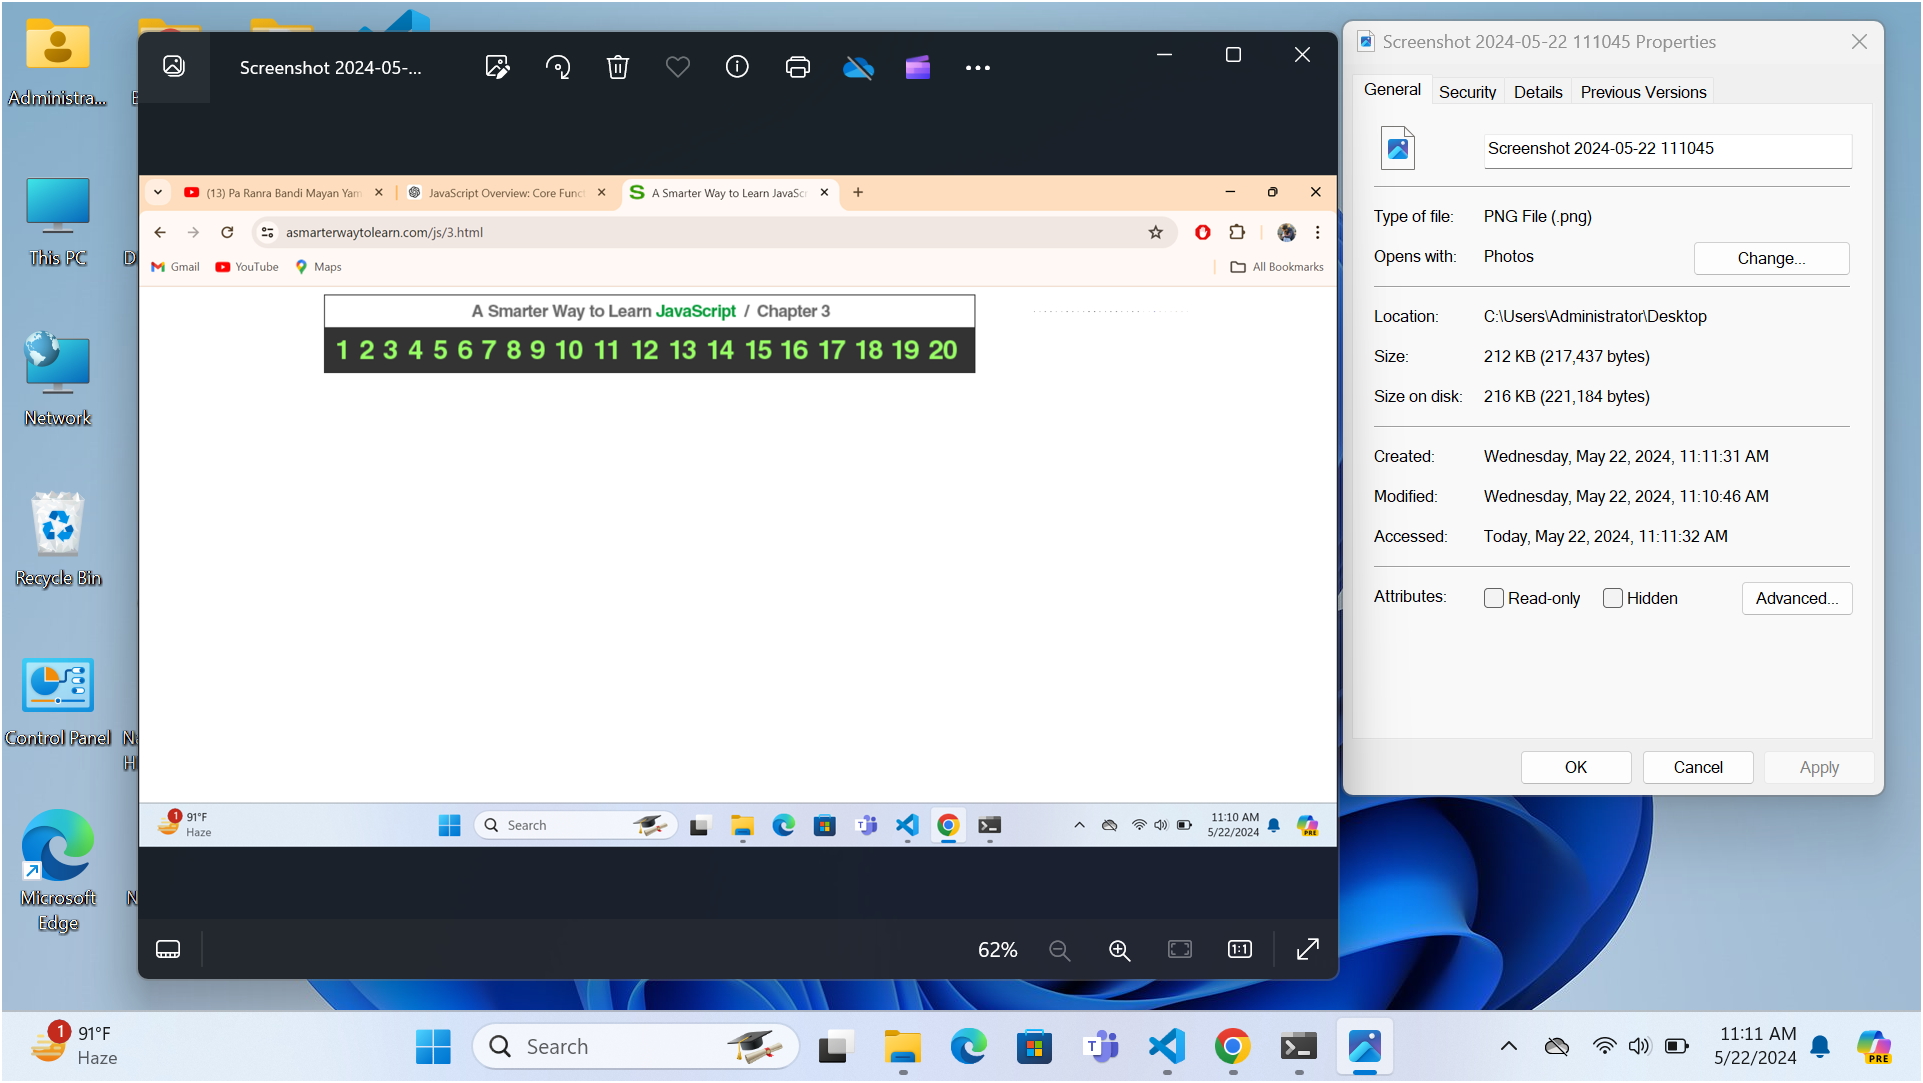 Administra...
This PC
Network
Recycle Bin
Control Panel
Microsoft
Edge
Screenshot 2024-05-...
(13) Pa Ranra Bandi Mayan Yam
JavaScript Overview: Core Funct
A Smarter Way to Learn JavaScr
asmarterwaytolearn.com/js/3.html
Gmail YouTube Maps All Bookmarks
A Smarter Way to Learn JavaScript / Chapter 3
1 2 3 4 5 6 7 8 9 10 11 12 13 14 15 16 17 18 19 20
1 91°F
Haze
Search
11:10 AM
5/22/2024
PRE
62%
1:1
Screenshot 2024-05-22 111045 Properties
General Security Details Previous Versions
Screenshot 2024-05-22 111045
Type of file: PNG File (.png)
Opens with: Photos Change...
Location: C:\Users\Administrator\Desktop
Size: 212 KB (217,437 bytes)
Size on disk: 216 KB (221,184 bytes)
Created: Wednesday, May 22, 2024, 11:11:31 AM
Modified: Wednesday, May 22, 2024, 11:10:46 AM
Accessed: Today, May 22, 2024, 11:11:32 AM
Attributes: Read-only Hidden Advanced...
OK Cancel Apply
1 91°F
Haze
Search
11:11 AM
5/22/2024
PRE